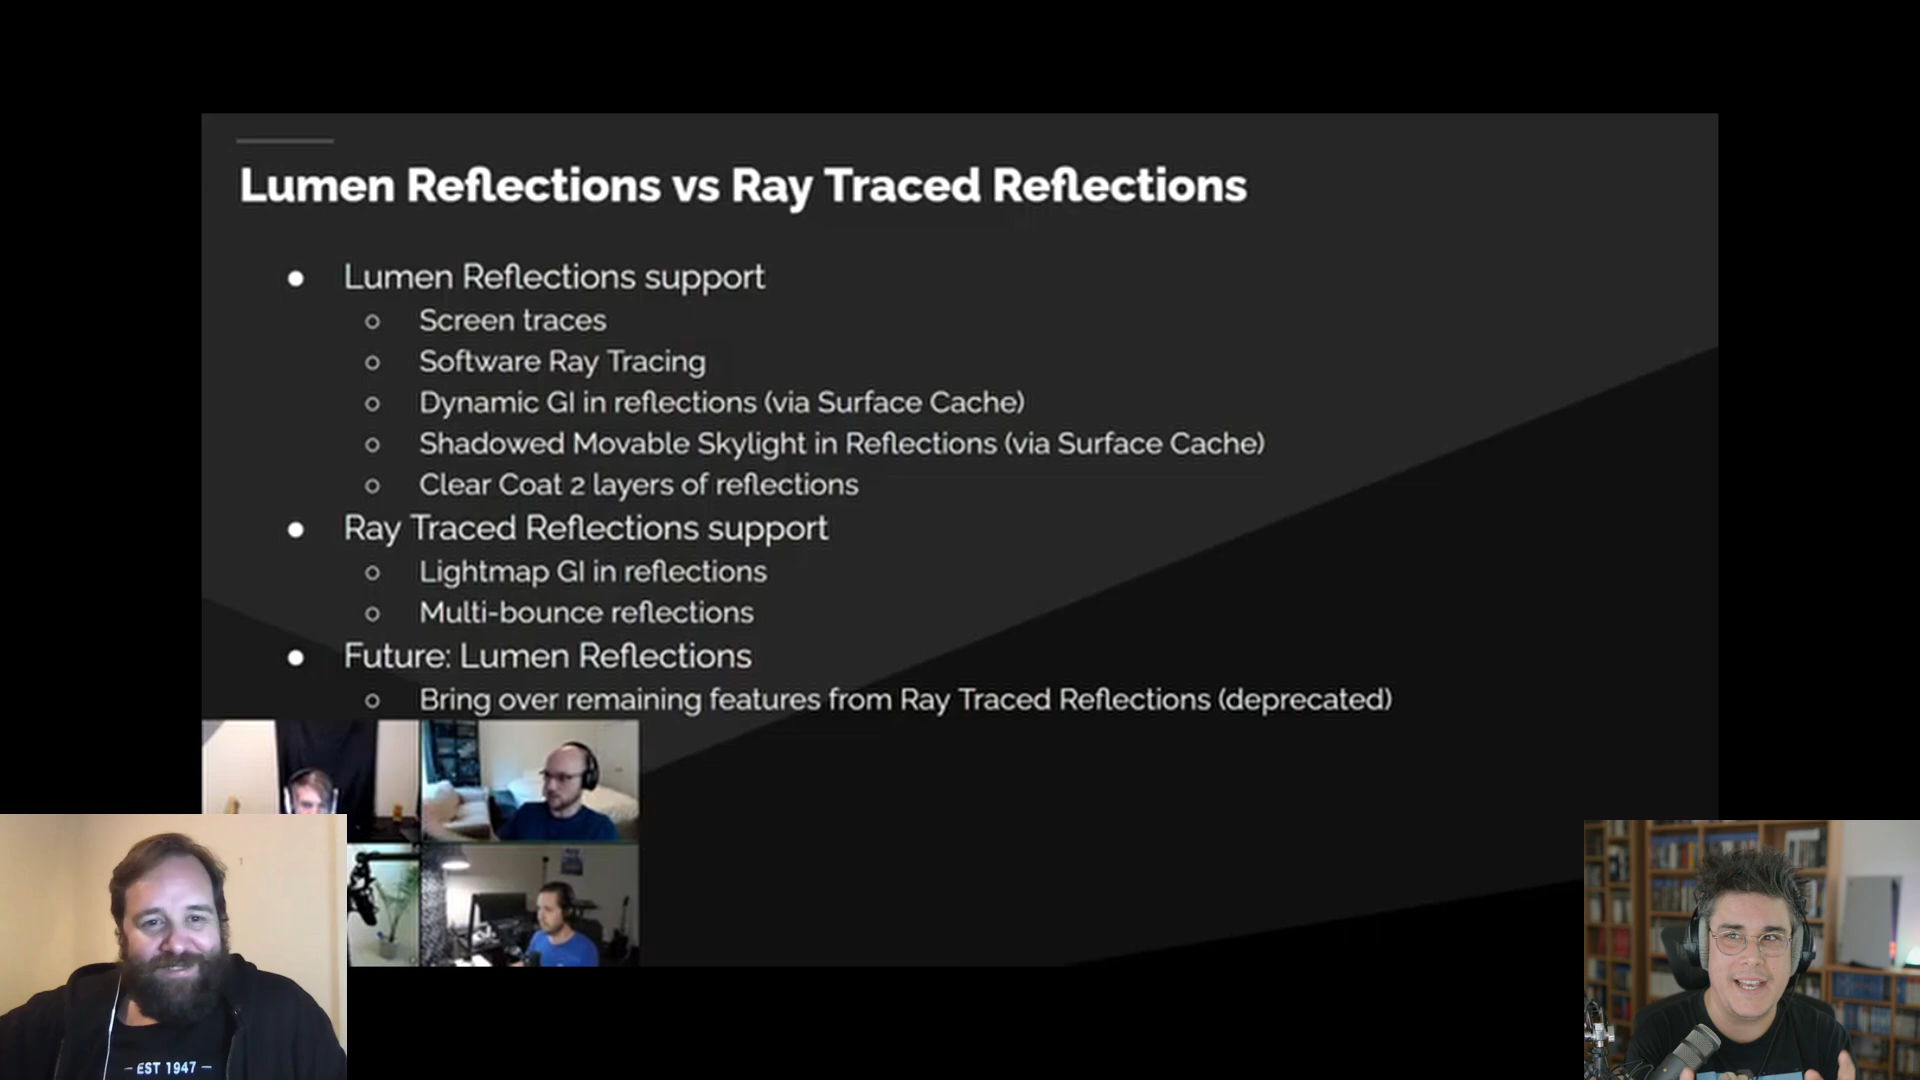 Lumen Reflections vs Ray Traced Reflections
● Lumen Reflections support
○ Screen traces
○ Software Ray Tracing
○ Dynamic GI in reflections (via Surface Cache)
○ Shadowed Movable Skylight in Reflections (via Surface Cache)
○ Clear Coat 2 layers of reflections
● Ray Traced Reflections support
○ Lightmap GI in reflections
○ Multi-bounce reflections
● Future: Lumen Reflections
○ Bring over remaining features from Ray Traced Reflections (deprecated)
– EST 1947 –